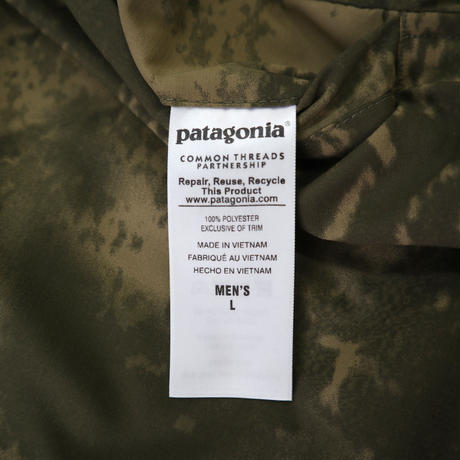 patagonia®
COMMON THREADS
PARTNERSHIP
Repair, Reuse, Recycle
This Product
www.patagonia.com
100% POLYESTER
EXCLUSIVE OF TRIM
MADE IN VIETNAM
FABRIQUÉ AU VIETNAM
HECHO EN VIETNAM
MEN'S
L